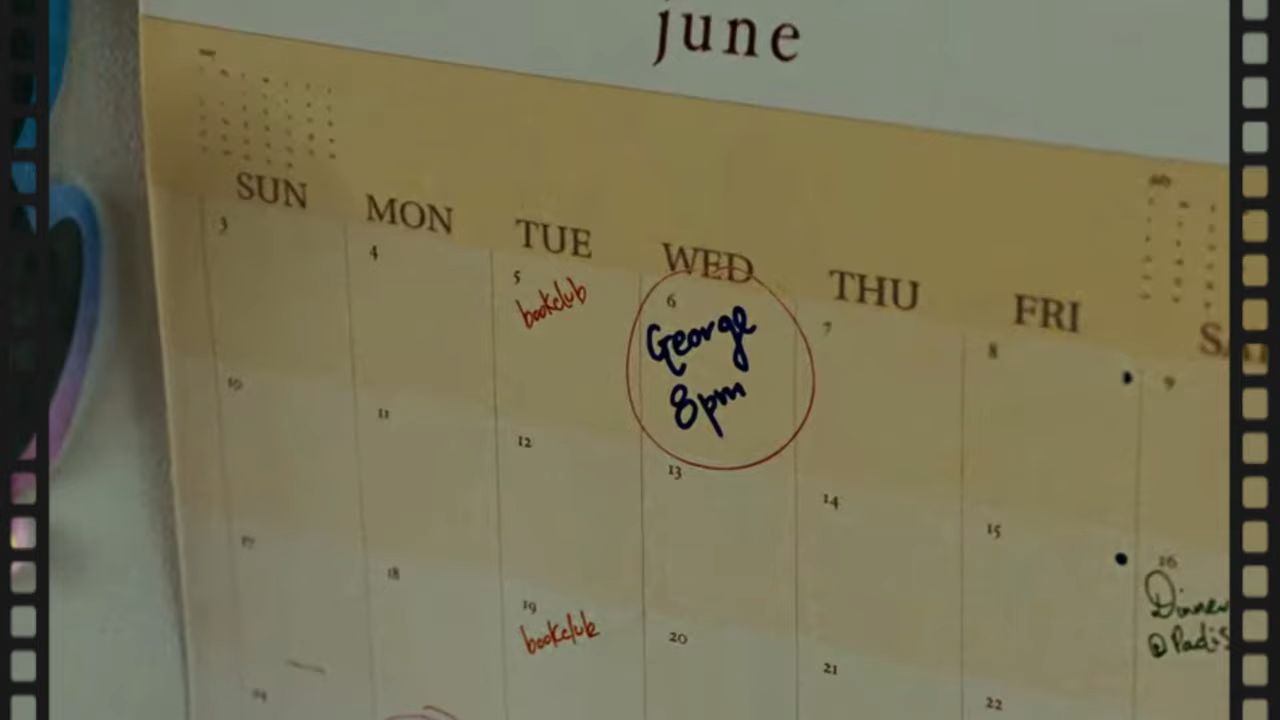 june
SUN MON TUE WED THU FRI
3 4 5 6 7 8 9
bookclub
George
8pm
10 11 12 13 14 15 16
Dinner
17 18 19 20 21 22
bookclub